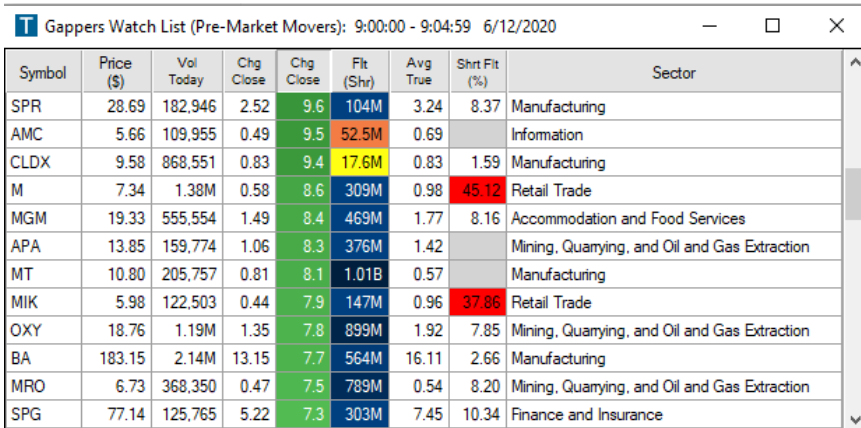 T Gappers Watch List (Pre-Market Movers): 9:00:00 - 9:04:59 6/12/2020
Symbol Price ($) Vol Today Chg Close Chg Close Flt (Shr) Avg True Shrt Flt (%) Sector
SPR 28.69 182,946 2.52 9.6 104M 3.24 8.37 Manufacturing
AMC 5.66 109,955 0.49 9.5 52.5M 0.69 Information
CLDX 9.58 868,551 0.83 9.4 17.6M 0.83 1.59 Manufacturing
M 7.34 1.38M 0.58 8.6 309M 0.98 45.12 Retail Trade
MGM 19.33 555,554 1.49 8.4 469M 1.77 8.16 Accommodation and Food Services
APA 13.85 159,774 1.06 8.3 376M 1.42 Mining, Quarrying, and Oil and Gas Extraction
MT 10.80 205,757 0.81 8.1 1.01B 0.57 Manufacturing
MIK 5.98 122,503 0.44 7.9 147M 0.96 37.86 Retail Trade
OXY 18.76 1.19M 1.35 7.8 899M 1.92 7.85 Mining, Quarrying, and Oil and Gas Extraction
BA 183.15 2.14M 13.15 7.7 564M 16.11 2.66 Manufacturing
MRO 6.73 368,350 0.47 7.5 789M 0.54 8.20 Mining, Quarrying, and Oil and Gas Extraction
SPG 77.14 125,765 5.22 7.3 303M 7.45 10.34 Finance and Insurance